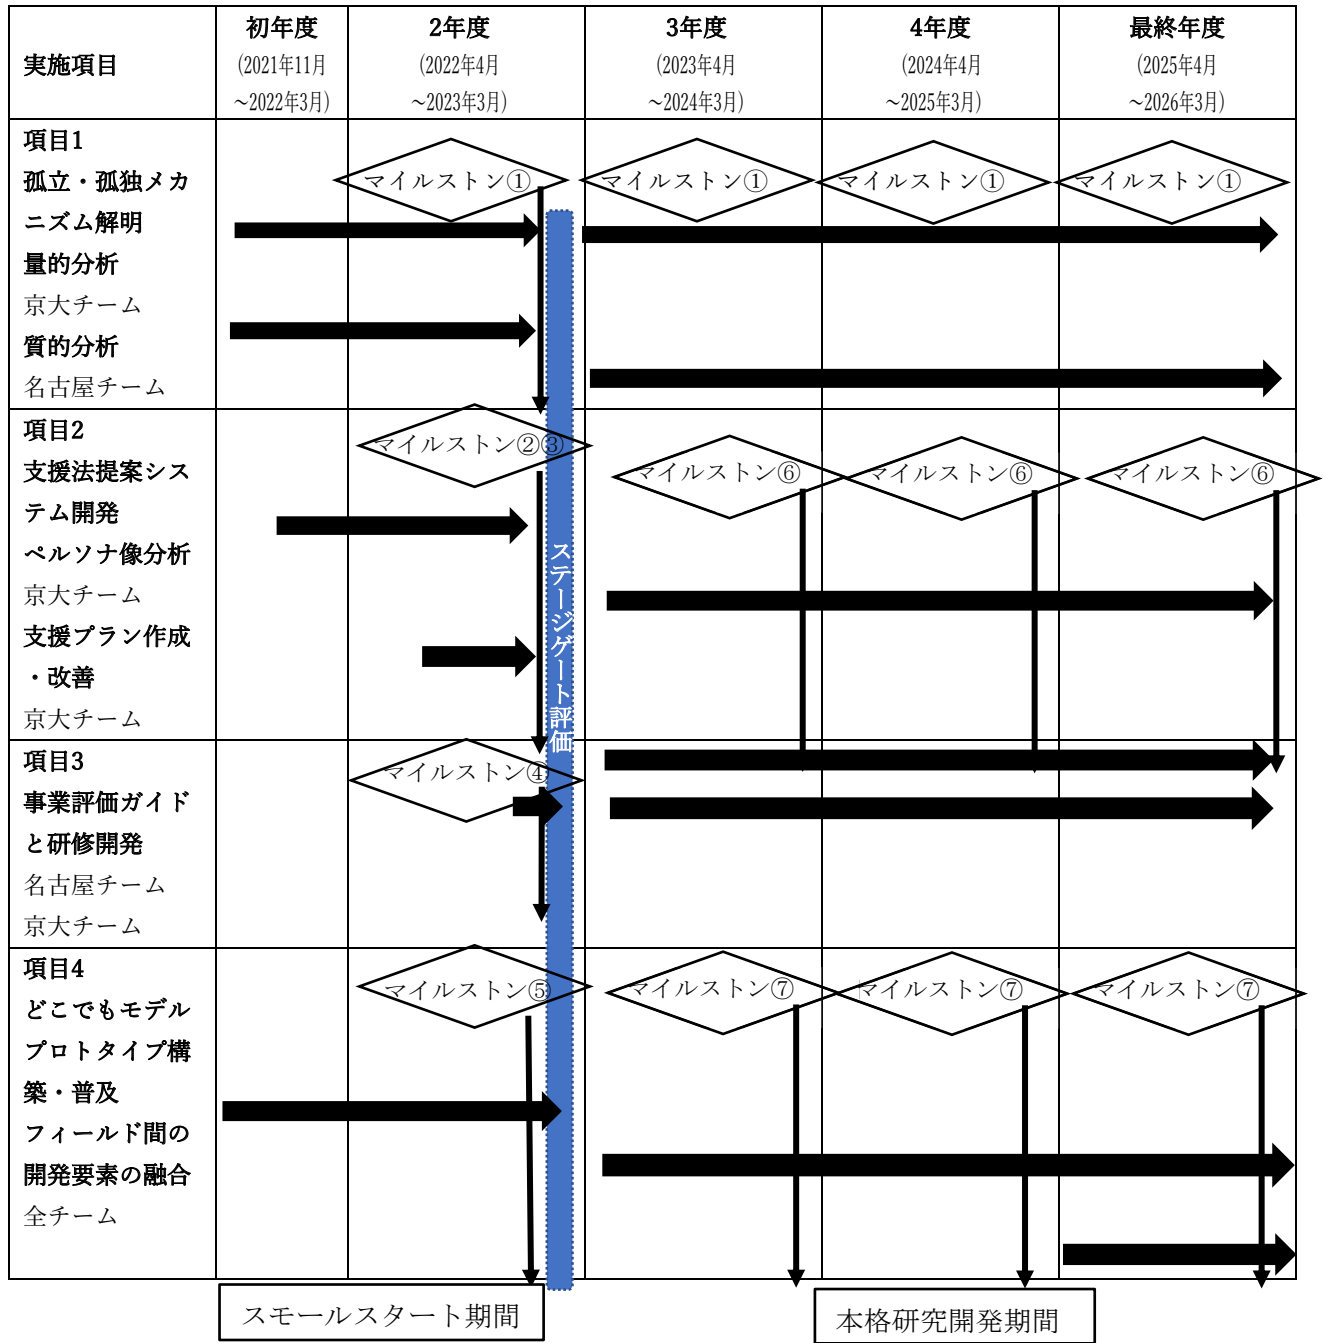 実施項目
初年度
(2021年11月
～2022年3月)
2年度
(2022年4月
～2023年3月)
3年度
(2023年4月
～2024年3月)
4年度
(2024年4月
～2025年3月)
最終年度
(2025年4月
～2026年3月)
項目1
孤立・孤独メカ
ニズム解明
量的分析
京大チーム
質的分析
名古屋チーム
マイルストン①
マイルストン①
マイルストン①
マイルストン①
項目2
支援法提案シス
テム開発
ペルソナ像分析
京大チーム
支援プラン作成
・改善
京大チーム
マイルストン②③
マイルストン⑥
マイルストン⑥
マイルストン⑥
ステージゲート評価
項目3
事業評価ガイド
と研修開発
名古屋チーム
京大チーム
マイルストン④
項目4
どこでもモデル
プロトタイプ構
築・普及
フィールド間の
開発要素の融合
全チーム
マイルストン⑤
マイルストン⑦
マイルストン⑦
マイルストン⑦
スモールスタート期間
本格研究開発期間